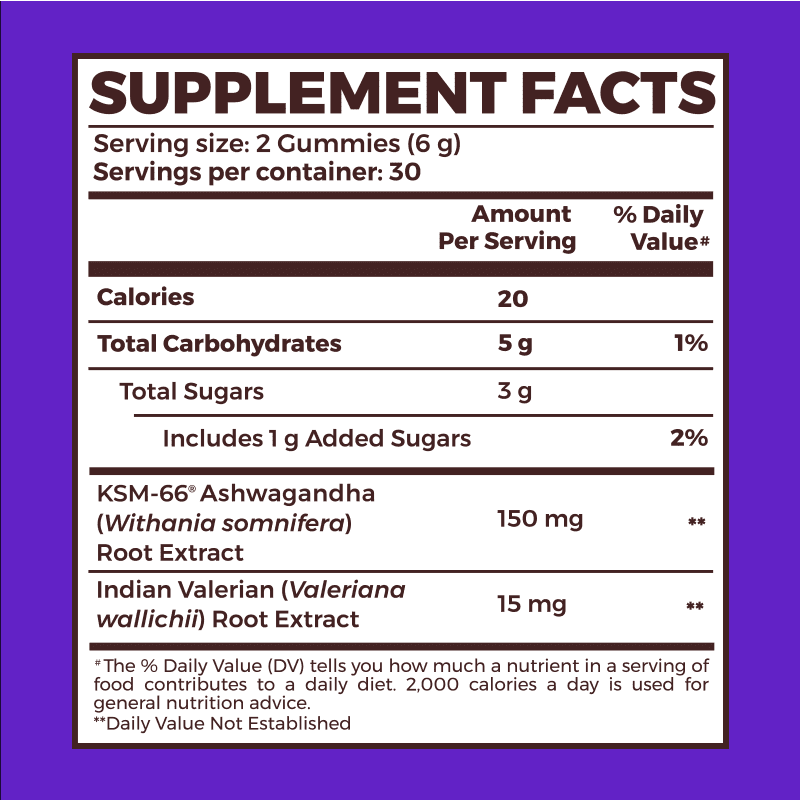 SUPPLEMENT FACTS
Serving size: 2 Gummies (6 g)
Servings per container: 30
Amount Per Serving % Daily Value#
Calories 20
Total Carbohydrates 5 g 1%
Total Sugars 3 g
Includes 1 g Added Sugars 2%
KSM-66® Ashwagandha
(Withania somnifera) 150 mg **
Root Extract
Indian Valerian (Valeriana
wallichii) Root Extract 15 mg **
#The % Daily Value (DV) tells you how much a nutrient in a serving of
food contributes to a daily diet. 2,000 calories a day is used for
general nutrition advice.
**Daily Value Not Established